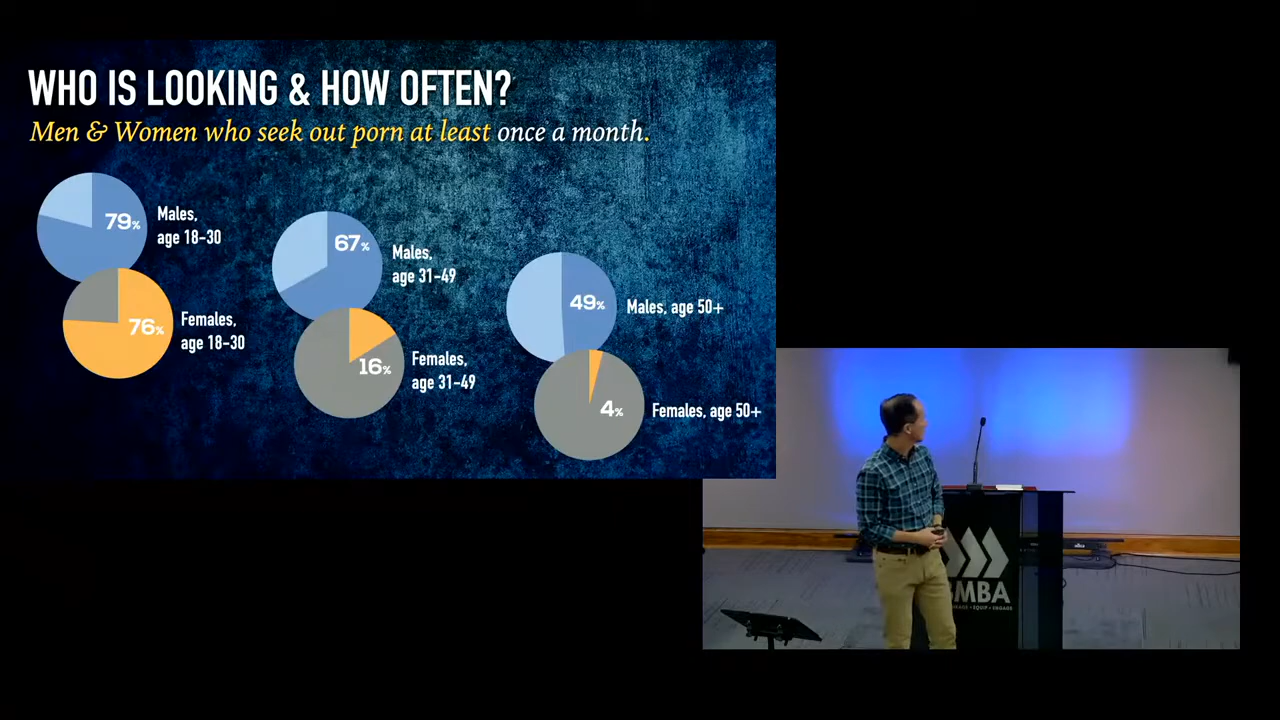 WHO IS LOOKING & HOW OFTEN?
Men & Women who seek out porn at least once a month.
79%
Males,
age 18-30
76%
Females,
age 18-30
67%
Males,
age 31-49
16%
Females,
age 31-49
49%
Males, age 50+
4%
Females, age 50+
MBA
EQUIP • ENGAGE